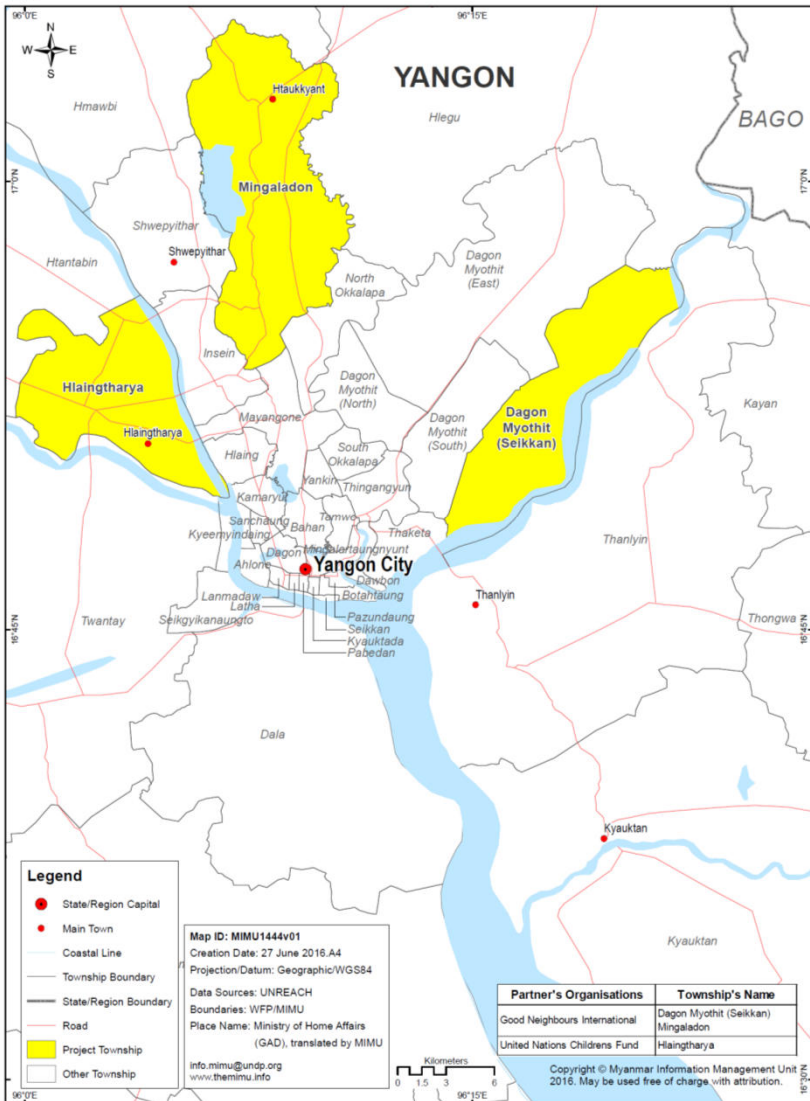 96°0'E
96°15'E
N
W E
S
YANGON
BAGO
Hmawbi
Htaukkyant
Hlegu
17°0'N
17°0'N
Mingaladon
Shwepyithar
Shwepyithar
Htantabin
North
Okkalapa
Dagon
Myothit
(East)
Insein
Dagon
Myothit
(North)
Hlaingtharya
Hlaingtharya
Mayangone
Dagon
Myothit
(South)
Dagon
Myothit
(Seikkan)
Kayan
Hlaing
South
Okkalapa
Yankin
Thingangyun
Kamaryut
Sanchaung
Bahan
Tamwe
Kyeemyindaing
Dagon
Mingalartaungnyunt
Thaketa
Thanlyin
Ahlone
Yangon City
Dawbon
Lanmadaw
Botahtaung
Thanlyin
Latha
Pazundaung
Seikgyikanaungto
Seikkan
Kyauktada
Pabedan
Twantay
Thongwa
16°45'N
16°45'N
Dala
Kyauktan
Kyauktan
Legend
State/Region Capital
Main Town
Coastal Line
Township Boundary
State/Region Boundary
Road
Project Township
Other Township
Map ID: MIMU1444v01
Creation Date: 27 June 2016.A4
Projection/Datum: Geographic/WGS84
Data Sources: UNREACH
Boundaries: WFP/MIMU
Place Name: Ministry of Home Affairs
(GAD), translated by MIMU
info.mimu@undp.org
www.themimu.info
Partner's Organisations Township's Name
Good Neighbours International Dagon Myothit (Seikkan)
Mingaladon
United Nations Childrens Fund Hlaingtharya
Kilometers
0 1.5 3 6
Copyright © Myanmar Information Management Unit
2016. May be used free of charge with attribution.
96°0'E
96°15'E
16°30'N